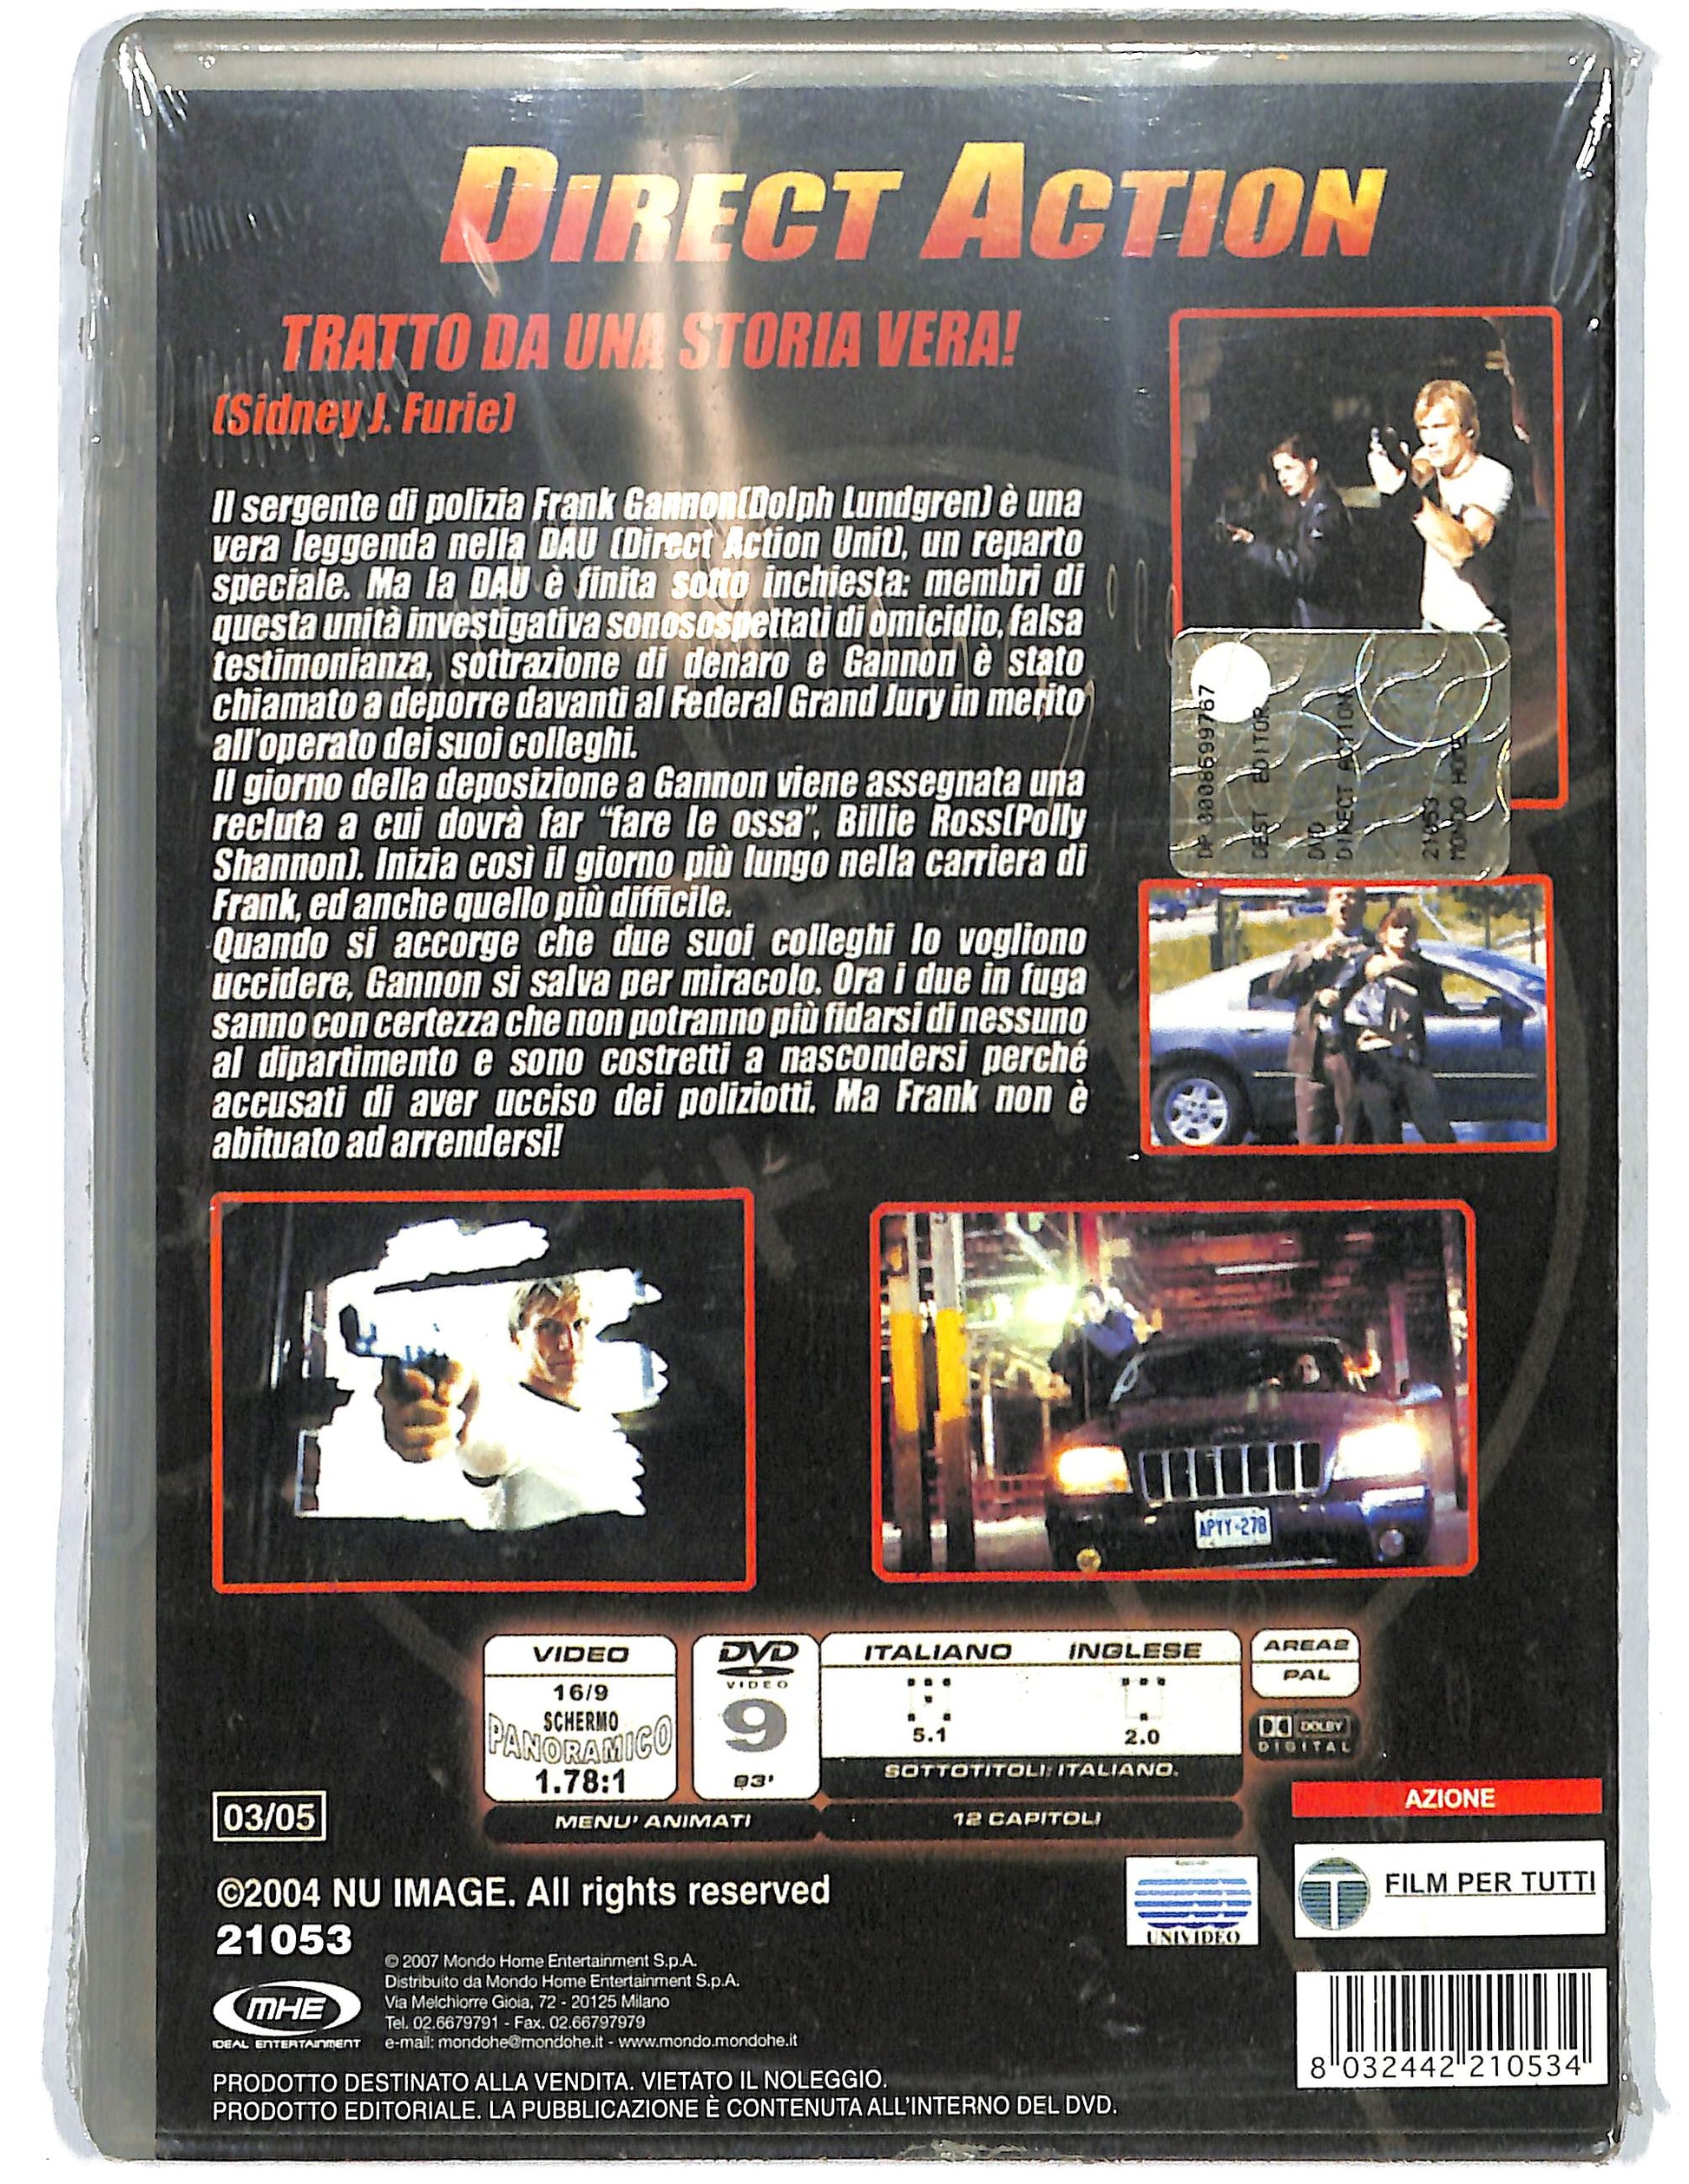 DIRECT ACTION
TRATTO DA UNA STORIA VERA!
(Sidney J. Furie)
Il sergente di polizia Frank Gannon(Dolph Lundgren) è una
vera leggenda nella DAU (Direct Action Unit), un reparto
speciale. Ma la DAU è finita sotto inchiesta: membri di
questa unità investigativa sonosospettati di omicidio, falsa
testimonianza, sottrazione di denaro e Gannon è stato
chiamato a deporre davanti al Federal Grand Jury in merito
all'operato dei suoi colleghi.
Il giorno della deposizione a Gannon viene assegnata una
recluta a cui dovrà far “fare le ossa”, Billie Ross(Polly
Shannon). Inizia così il giorno più lungo nella carriera di
Frank, ed anche quello più difficile.
Quando si accorge che due suoi colleghi lo vogliono
uccidere, Gannon si salva per miracolo. Ora i due in fuga
sanno con certezza che non potranno più fidarsi di nessuno
al dipartimento e sono costretti a nascondersi perché
accusati di aver ucciso dei poliziotti. Ma Frank non è
abituato ad arrendersi!
DVD
DIRECT ACTION
21053
MONDO HOME
APYY·278
VIDEO
16/9
SCHERMO
PANORAMICO
1.78:1
MENU' ANIMATI
DVD
VIDEO
9
93'
ITALIANO INGLESE
5.1 2.0
SOTTOTITOLI: ITALIANO.
12 CAPITOLI
AREA2
PAL
DOLBY
DIGITAL
03/05
AZIONE
©2004 NU IMAGE. All rights reserved
21053
UNIVIDEO
T FILM PER TUTTI
MHE
IDEAL ENTERTAINMENT
© 2007 Mondo Home Entertainment S.p.A.
Distribuito da Mondo Home Entertainment S.p.A.
Via Melchiorre Gioia, 72 - 20125 Milano
Tel. 02.6679791 - Fax. 02.66797979
e-mail: mondohe@mondohe.it - www.mondo.mondohe.it
8 032442 210534
PRODOTTO DESTINATO ALLA VENDITA. VIETATO IL NOLEGGIO.
PRODOTTO EDITORIALE. LA PUBBLICAZIONE È CONTENUTA ALL'INTERNO DEL DVD.